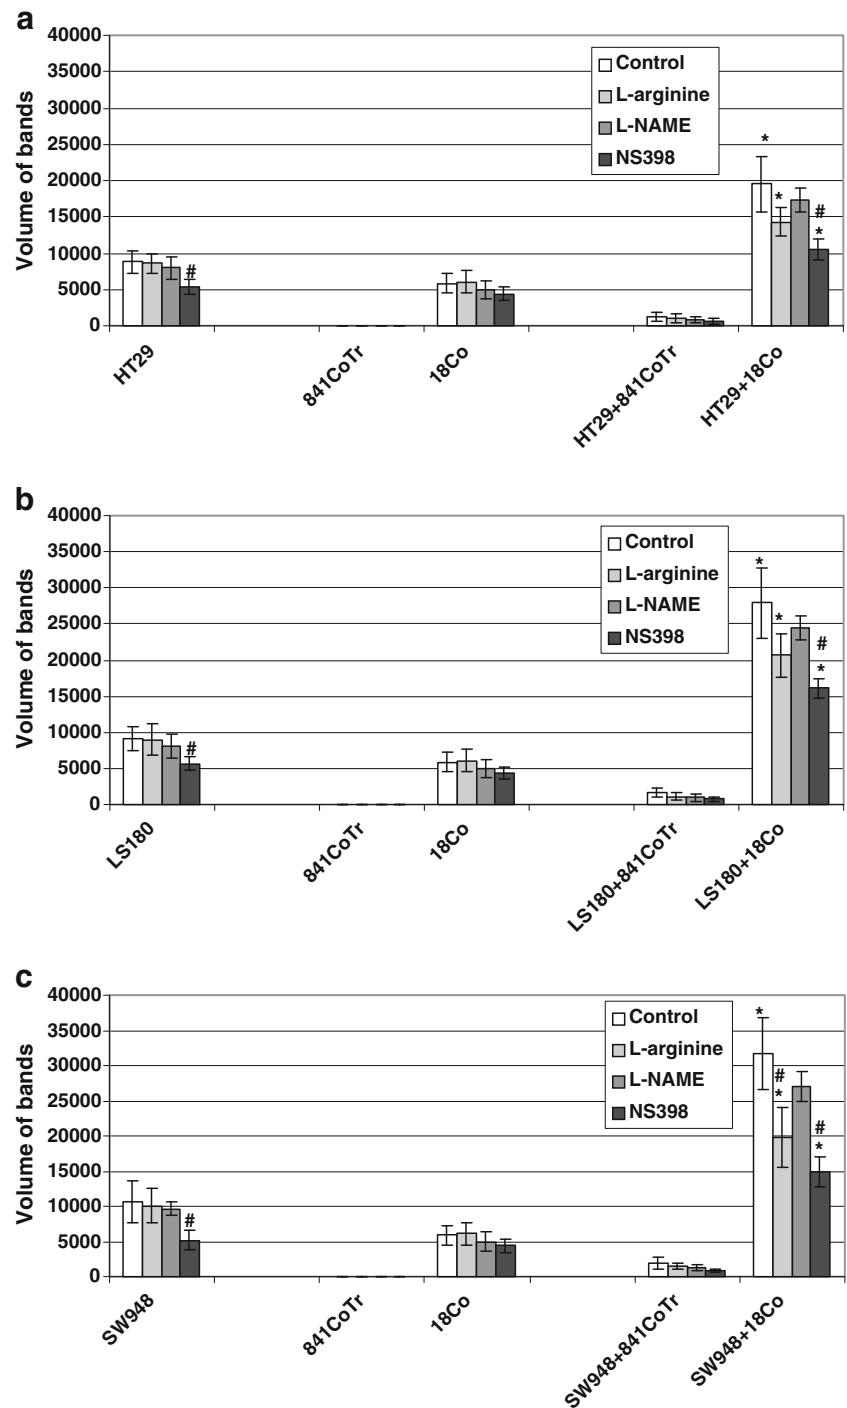 a
Volume of bands
40000
35000
30000
25000
20000
15000
10000
5000
0
Control
L-arginine
L-NAME
NS398
#
*
*
#
*
HT29
841CoTr
18Co
HT29+841CoTr
HT29+18Co
b
Volume of bands
40000
35000
30000
25000
20000
15000
10000
5000
0
Control
L-arginine
L-NAME
NS398
#
*
*
#
*
LS180
841CoTr
18Co
LS180+841CoTr
LS180+18Co
c
Volume of bands
40000
35000
30000
25000
20000
15000
10000
5000
0
Control
L-arginine
L-NAME
NS398
#
*
#
*
#
*
SW948
841CoTr
18Co
SW948+841CoTr
SW948+18Co